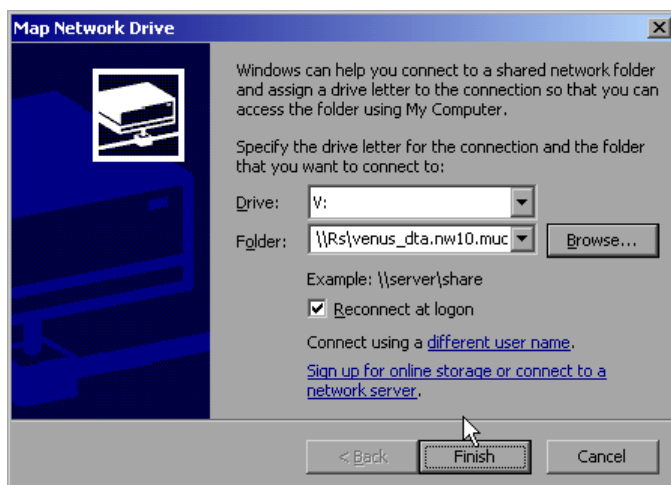 Map Network Drive
Windows can help you connect to a shared network folder
and assign a drive letter to the connection so that you can
access the folder using My Computer.
Specify the drive letter for the connection and the folder
that you want to connect to:
Drive: V:
Folder: \\Rs\venus_dta.nw10.muc Browse...
Example: \\server\share
Reconnect at logon
Connect using a different user name.
Sign up for online storage or connect to a
network server.
< Back Finish Cancel